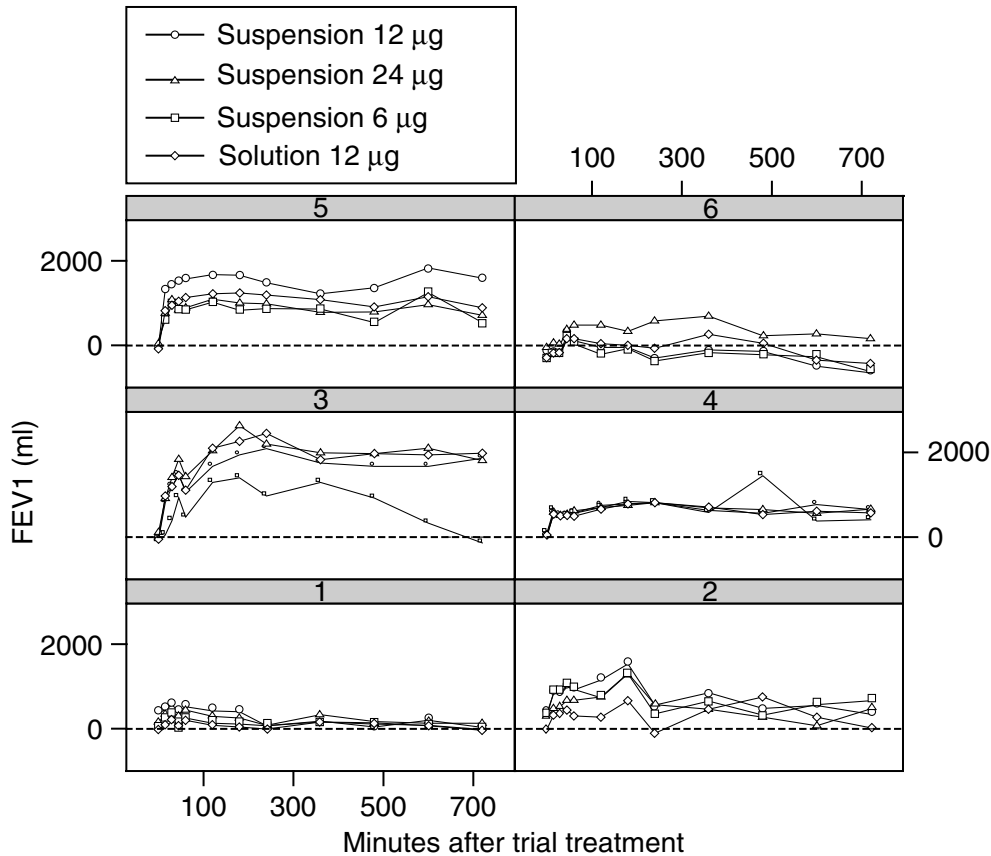 Suspension 12 μg
Suspension 24 μg
Suspension 6 μg
Solution 12 μg
100 300 500 700
5 6
2000
0
3 4
2000
0
FEV1 (ml)
1 2
2000
0
100 300 500 700
Minutes after trial treatment